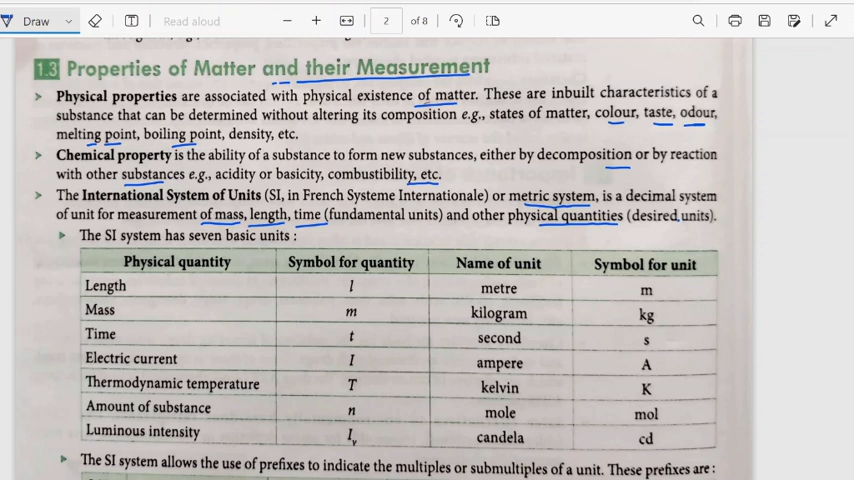 Draw
Read aloud
2
of 8
1.3 Properties of Matter and their Measurement
➤ Physical properties are associated with physical existence of matter. These are inbuilt characteristics of a
substance that can be determined without altering its composition e.g., states of matter, colour, taste, odour,
melting point, boiling point, density, etc.
➤ Chemical property is the ability of a substance to form new substances, either by decomposition or by reaction
with other substances e.g., acidity or basicity, combustibility, etc.
➤ The International System of Units (SI, in French Systeme Internationale) or metric system, is a decimal system
of unit for measurement of mass, length, time (fundamental units) and other physical quantities (desired units).
➤ The SI system has seven basic units :
Physical quantity Symbol for quantity Name of unit Symbol for unit
Length l metre m
Mass m kilogram kg
Time t second s
Electric current I ampere A
Thermodynamic temperature T kelvin K
Amount of substance n mole mol
Luminous intensity Iv candela cd
➤ The SI system allows the use of prefixes to indicate the multiples or submultiples of a unit. These prefixes are :